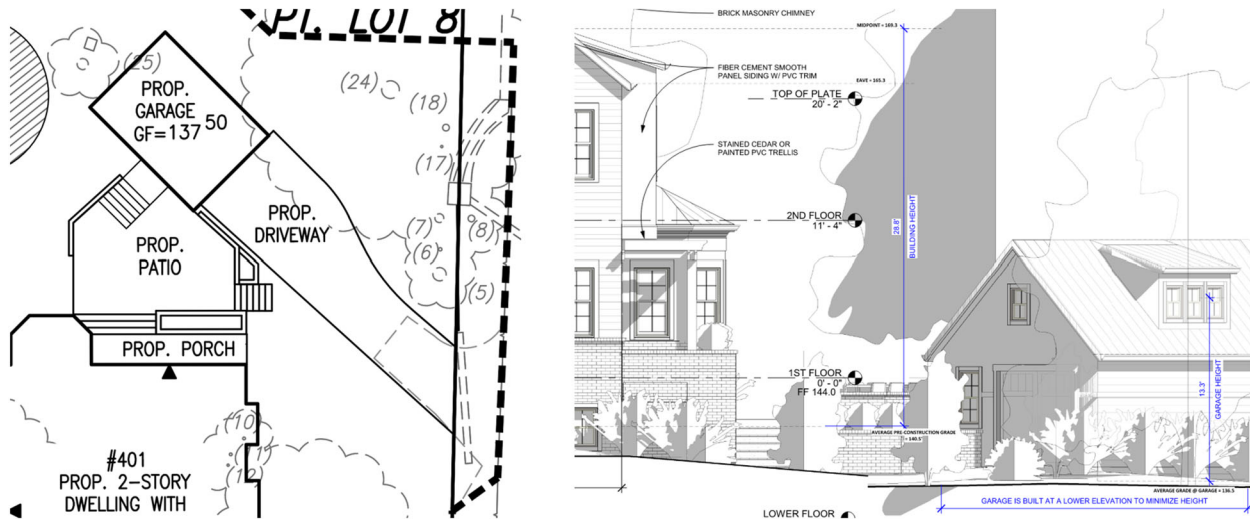 PT. LOT 8
(25)
PROP.
GARAGE
GF=137 50
(24)
(18)
(17)
PROP.
DRIVEWAY
(7)
(8)
(6)
(5)
PROP.
PATIO
PROP. PORCH
(10)
(11)
(12)
#401
PROP. 2-STORY
DWELLING WITH
BRICK MASONRY CHIMNEY
MIDPOINT = 169.3
FIBER CEMENT SMOOTH
PANEL SIDING W/ PVC TRIM
EAVE = 165.3
TOP OF PLATE
20' - 2"
STAINED CEDAR OR
PAINTED PVC TRELLIS
2ND FLOOR
11' - 4"
28.8'
BUILDING HEIGHT
1ST FLOOR
0' - 0"
FF 144.0
13.3'
GARAGE HEIGHT
AVERAGE PRE-CONSTRUCTION GRADE
= 140.5'
AVERAGE GRADE @ GARAGE = 136.5
GARAGE IS BUILT AT A LOWER ELEVATION TO MINIMIZE HEIGHT
LOWER FLOOR